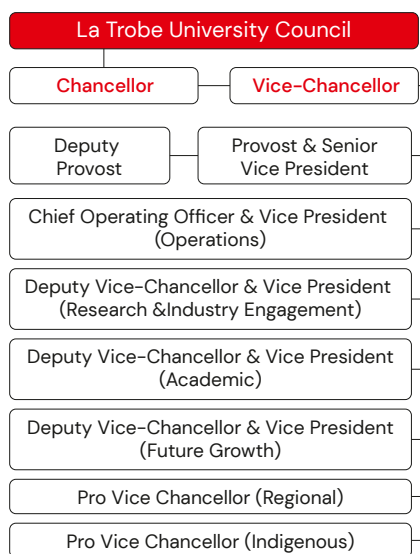 La Trobe University Council
Chancellor
Vice-Chancellor
Deputy
Provost
Provost & Senior
Vice President
Chief Operating Officer & Vice President
(Operations)
Deputy Vice-Chancellor & Vice President
(Research &Industry Engagement)
Deputy Vice-Chancellor & Vice President
(Academic)
Deputy Vice-Chancellor & Vice President
(Future Growth)
Pro Vice Chancellor (Regional)
Pro Vice Chancellor (Indigenous)